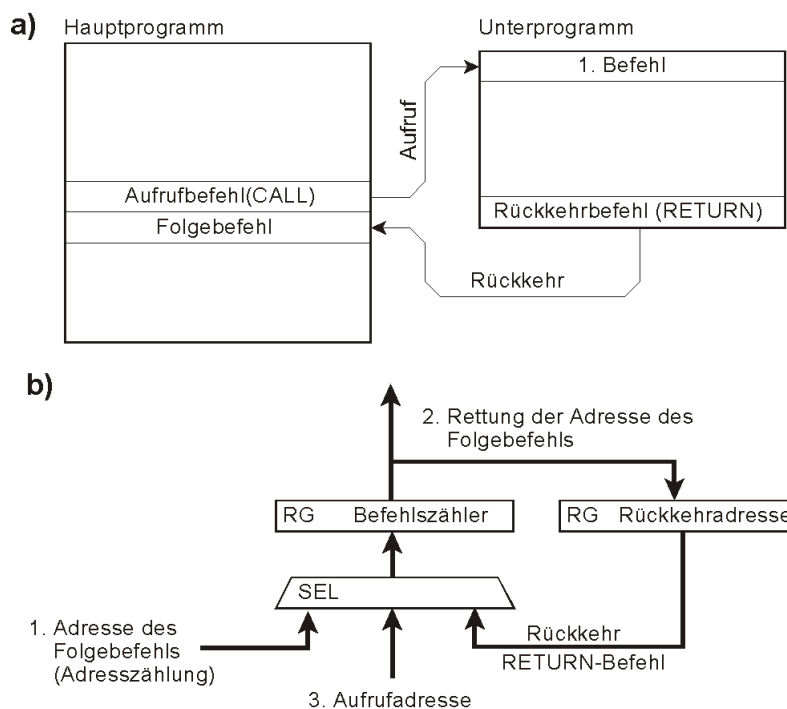 a)
Hauptprogramm
Unterprogramm
1. Befehl
Aufruf
Aufrufbefehl(CALL)
Folgebefehl
Rückkehrbefehl (RETURN)
Rückkehr
b)
2. Rettung der Adresse des
Folgebefehls
RG Befehlszähler
RG Rückkehradresse
SEL
1. Adresse des
Folgebefehls
(Adresszählung)
Rückkehr
RETURN-Befehl
3. Aufrufadresse